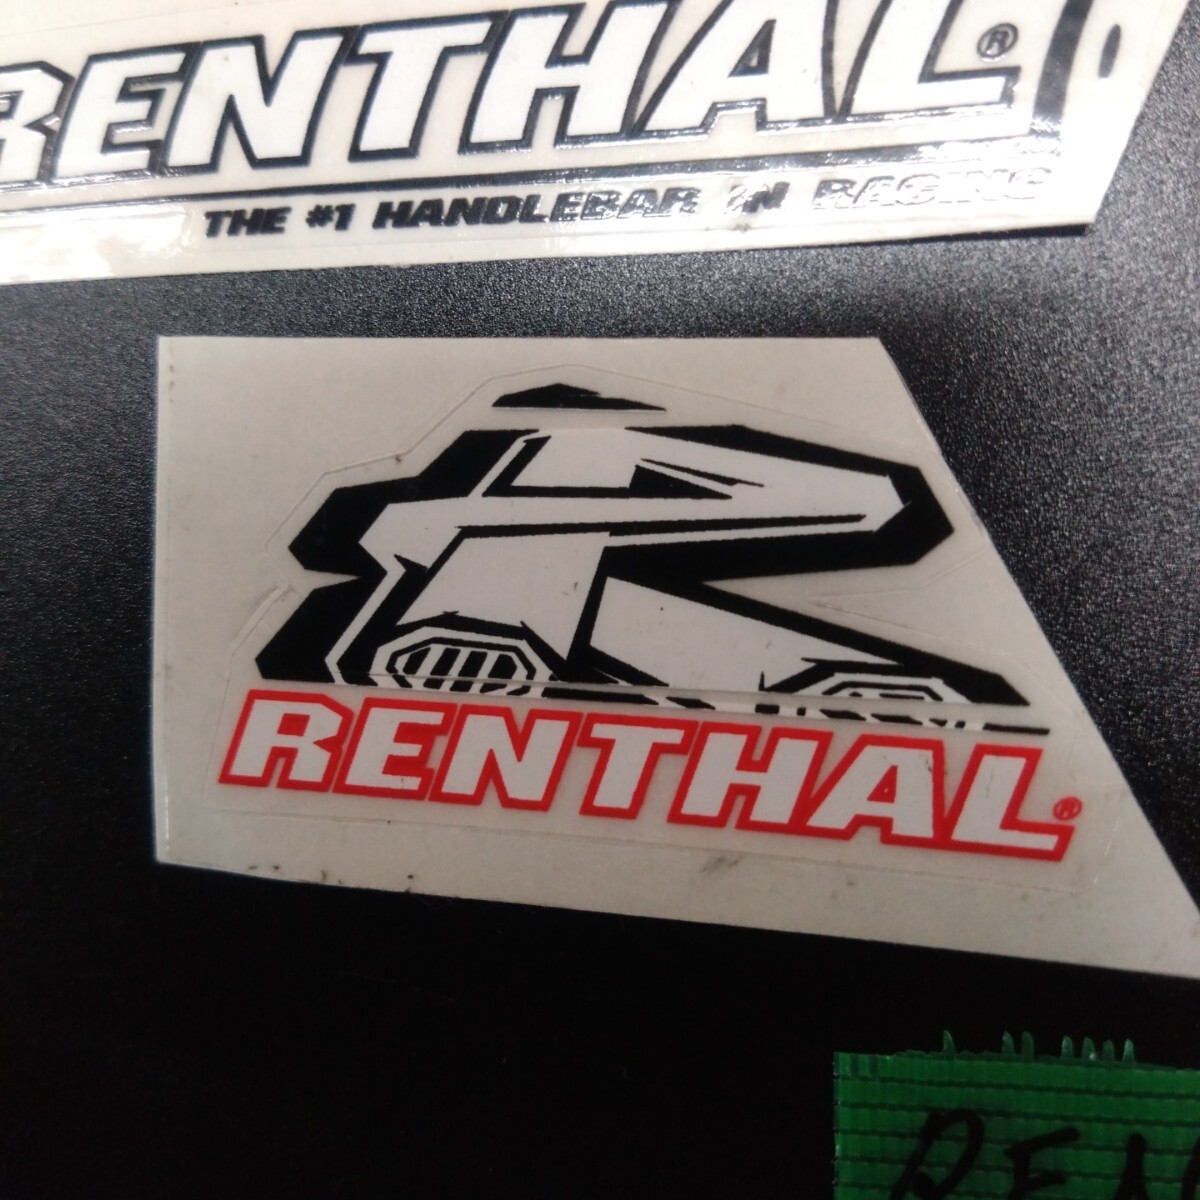 RENTHAL®
THE #1 HANDLEBAR IN RACING
RENTHAL®